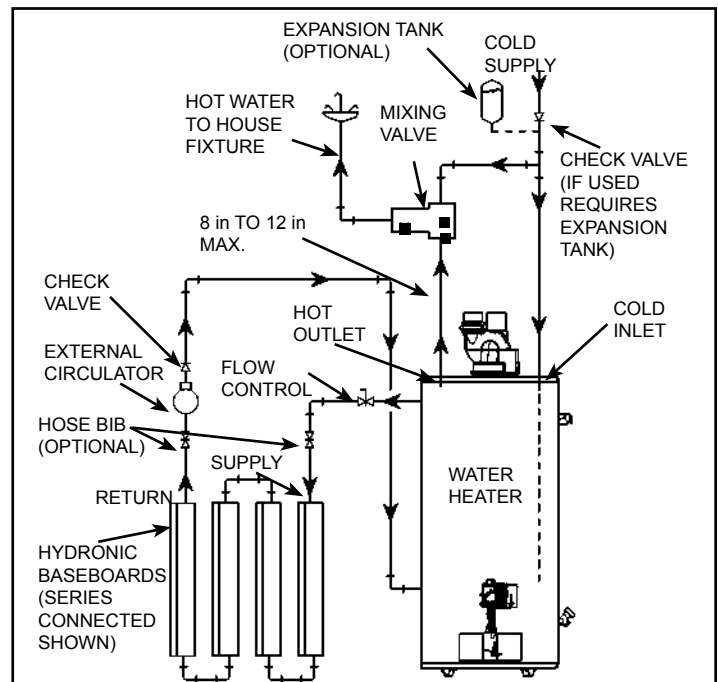 EXPANSION TANK
(OPTIONAL)
COLD
SUPPLY
HOT WATER
TO HOUSE
FIXTURE
MIXING
VALVE
CHECK VALVE
(IF USED
REQUIRES
EXPANSION
TANK)
8 in TO 12 in
MAX.
CHECK
VALVE
HOT
OUTLET
COLD
INLET
EXTERNAL
CIRCULATOR
FLOW
CONTROL
HOSE BIB
(OPTIONAL)
SUPPLY
WATER
HEATER
RETURN
HYDRONIC
BASEBOARDS
(SERIES
CONNECTED
SHOWN)